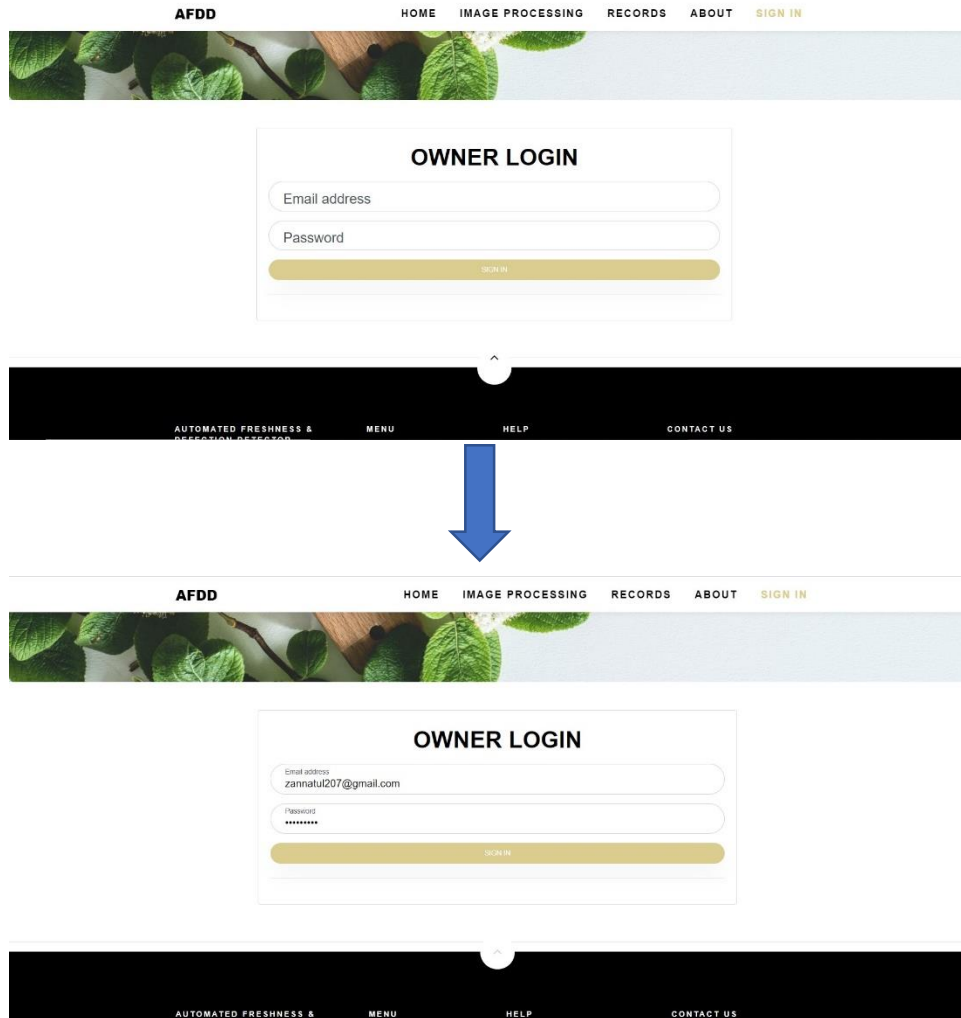 AFDD HOME IMAGE PROCESSING RECORDS ABOUT SIGN IN
OWNER LOGIN
Email address
Password
SIGN IN
AUTOMATED FRESHNESS & MENU HELP CONTACT US
DEFECTION DETECTOR
AFDD HOME IMAGE PROCESSING RECORDS ABOUT SIGN IN
OWNER LOGIN
Email address
zannatul207@gmail.com
Password
•••••••••
SIGN IN
AUTOMATED FRESHNESS & MENU HELP CONTACT US